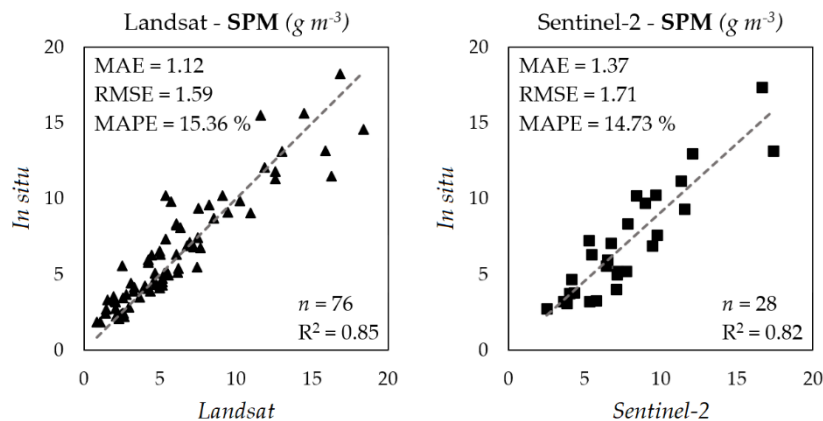 Landsat - SPM (g m-3)
20
15
10
5
0
In situ
MAE = 1.12
RMSE = 1.59
MAPE = 15.36 %
n = 76
R2 = 0.85
0 5 10 15 20
Landsat
Sentinel-2 - SPM (g m-3)
20
15
10
5
0
In situ
MAE = 1.37
RMSE = 1.71
MAPE = 14.73 %
n = 28
R2 = 0.82
0 5 10 15 20
Sentinel-2